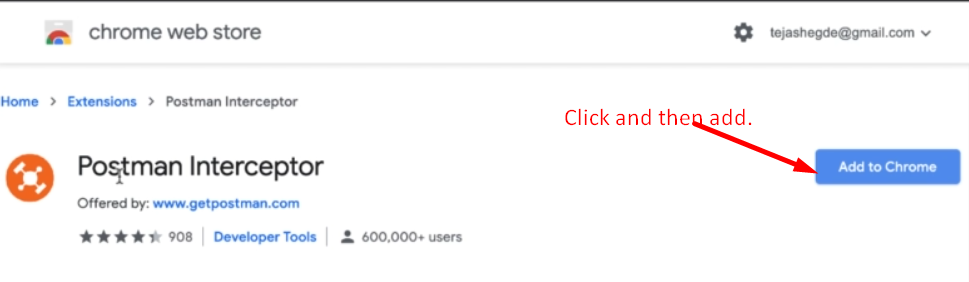 chrome web store
tejashegde@gmail.com
Home > Extensions > Postman Interceptor
Click and then add.
Postman Interceptor
Add to Chrome
Offered by: www.getpostman.com
908 | Developer Tools | 600,000+ users